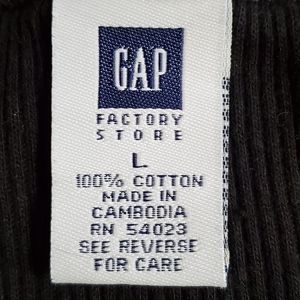 GAP
FACTORY
STORE
L
100% COTTON
MADE IN
CAMBODIA
RN 54023
SEE REVERSE
FOR CARE